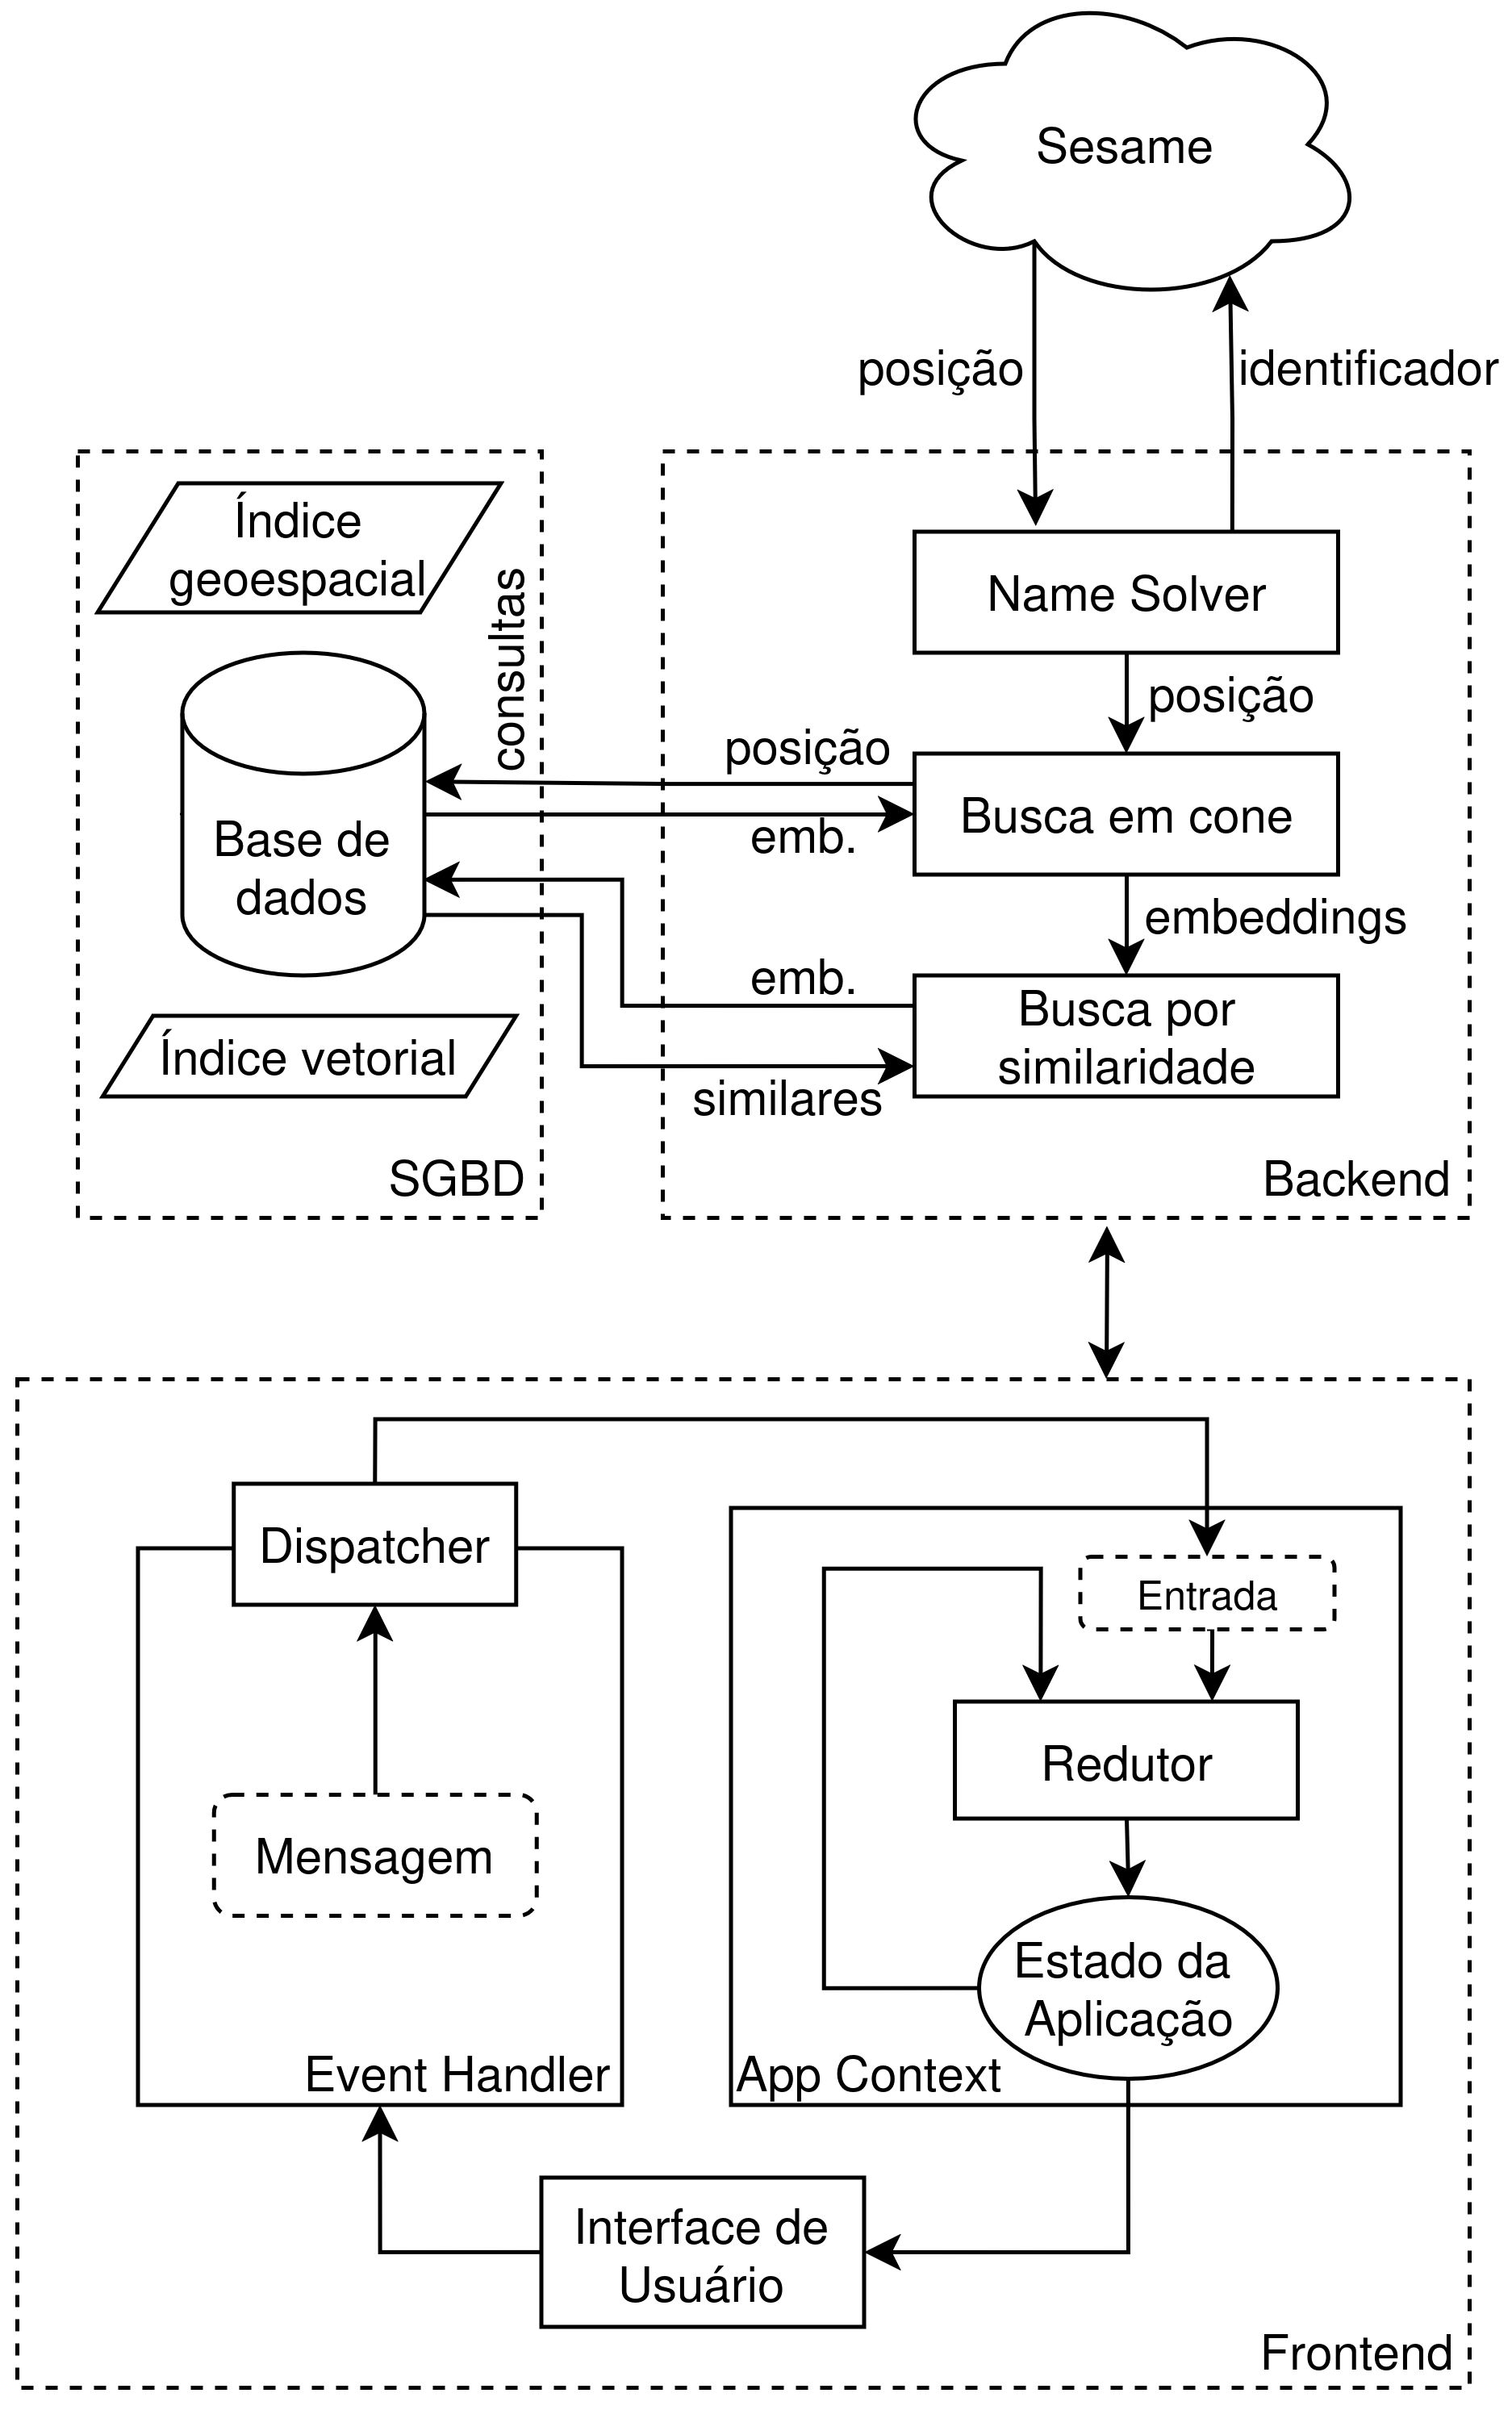 Sesame
posição
identificador
Índice
geoespacial
consultas
Name Solver
posição
posição
Busca em cone
Base de
dados
emb.
embeddings
emb.
Busca por
similaridade
Índice vetorial
similares
SGBD
Backend
Dispatcher
Entrada
Redutor
Mensagem
Estado da
Aplicação
Event Handler
App Context
Interface de
Usuário
Frontend